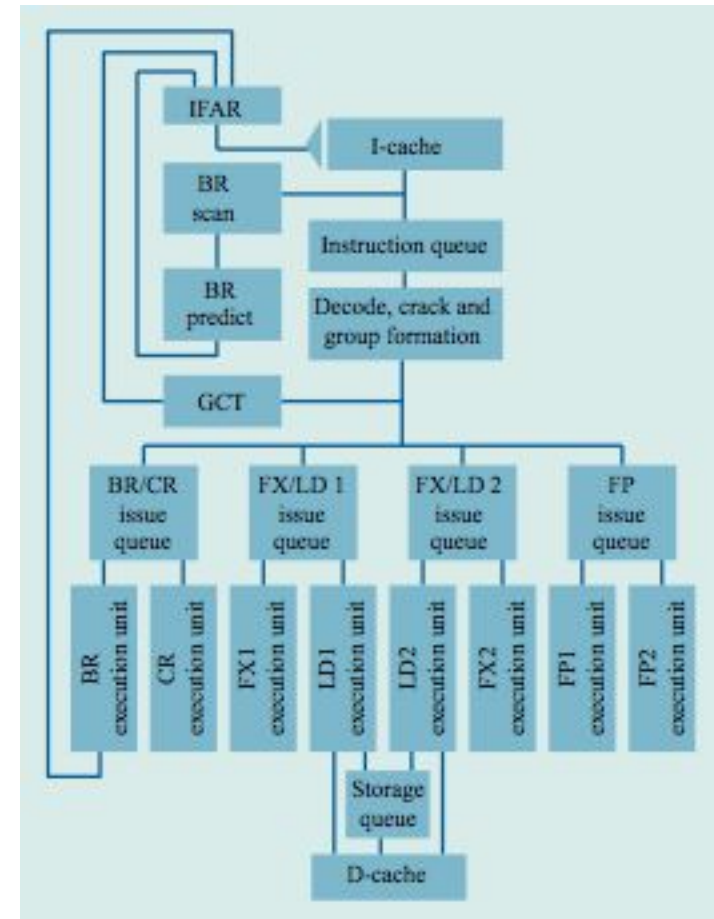 IFAR
I-cache
BR
scan
Instruction queue
BR
predict
Decode, crack and
group formation
GCT
BR/CR
issue
queue
FX/LD 1
issue
queue
FX/LD 2
issue
queue
FP
issue
queue
BR
execution unit
CR
execution unit
FX1
execution unit
LD1
execution unit
LD2
execution unit
FX2
execution unit
FP1
execution unit
FP2
execution unit
Storage
queue
D-cache